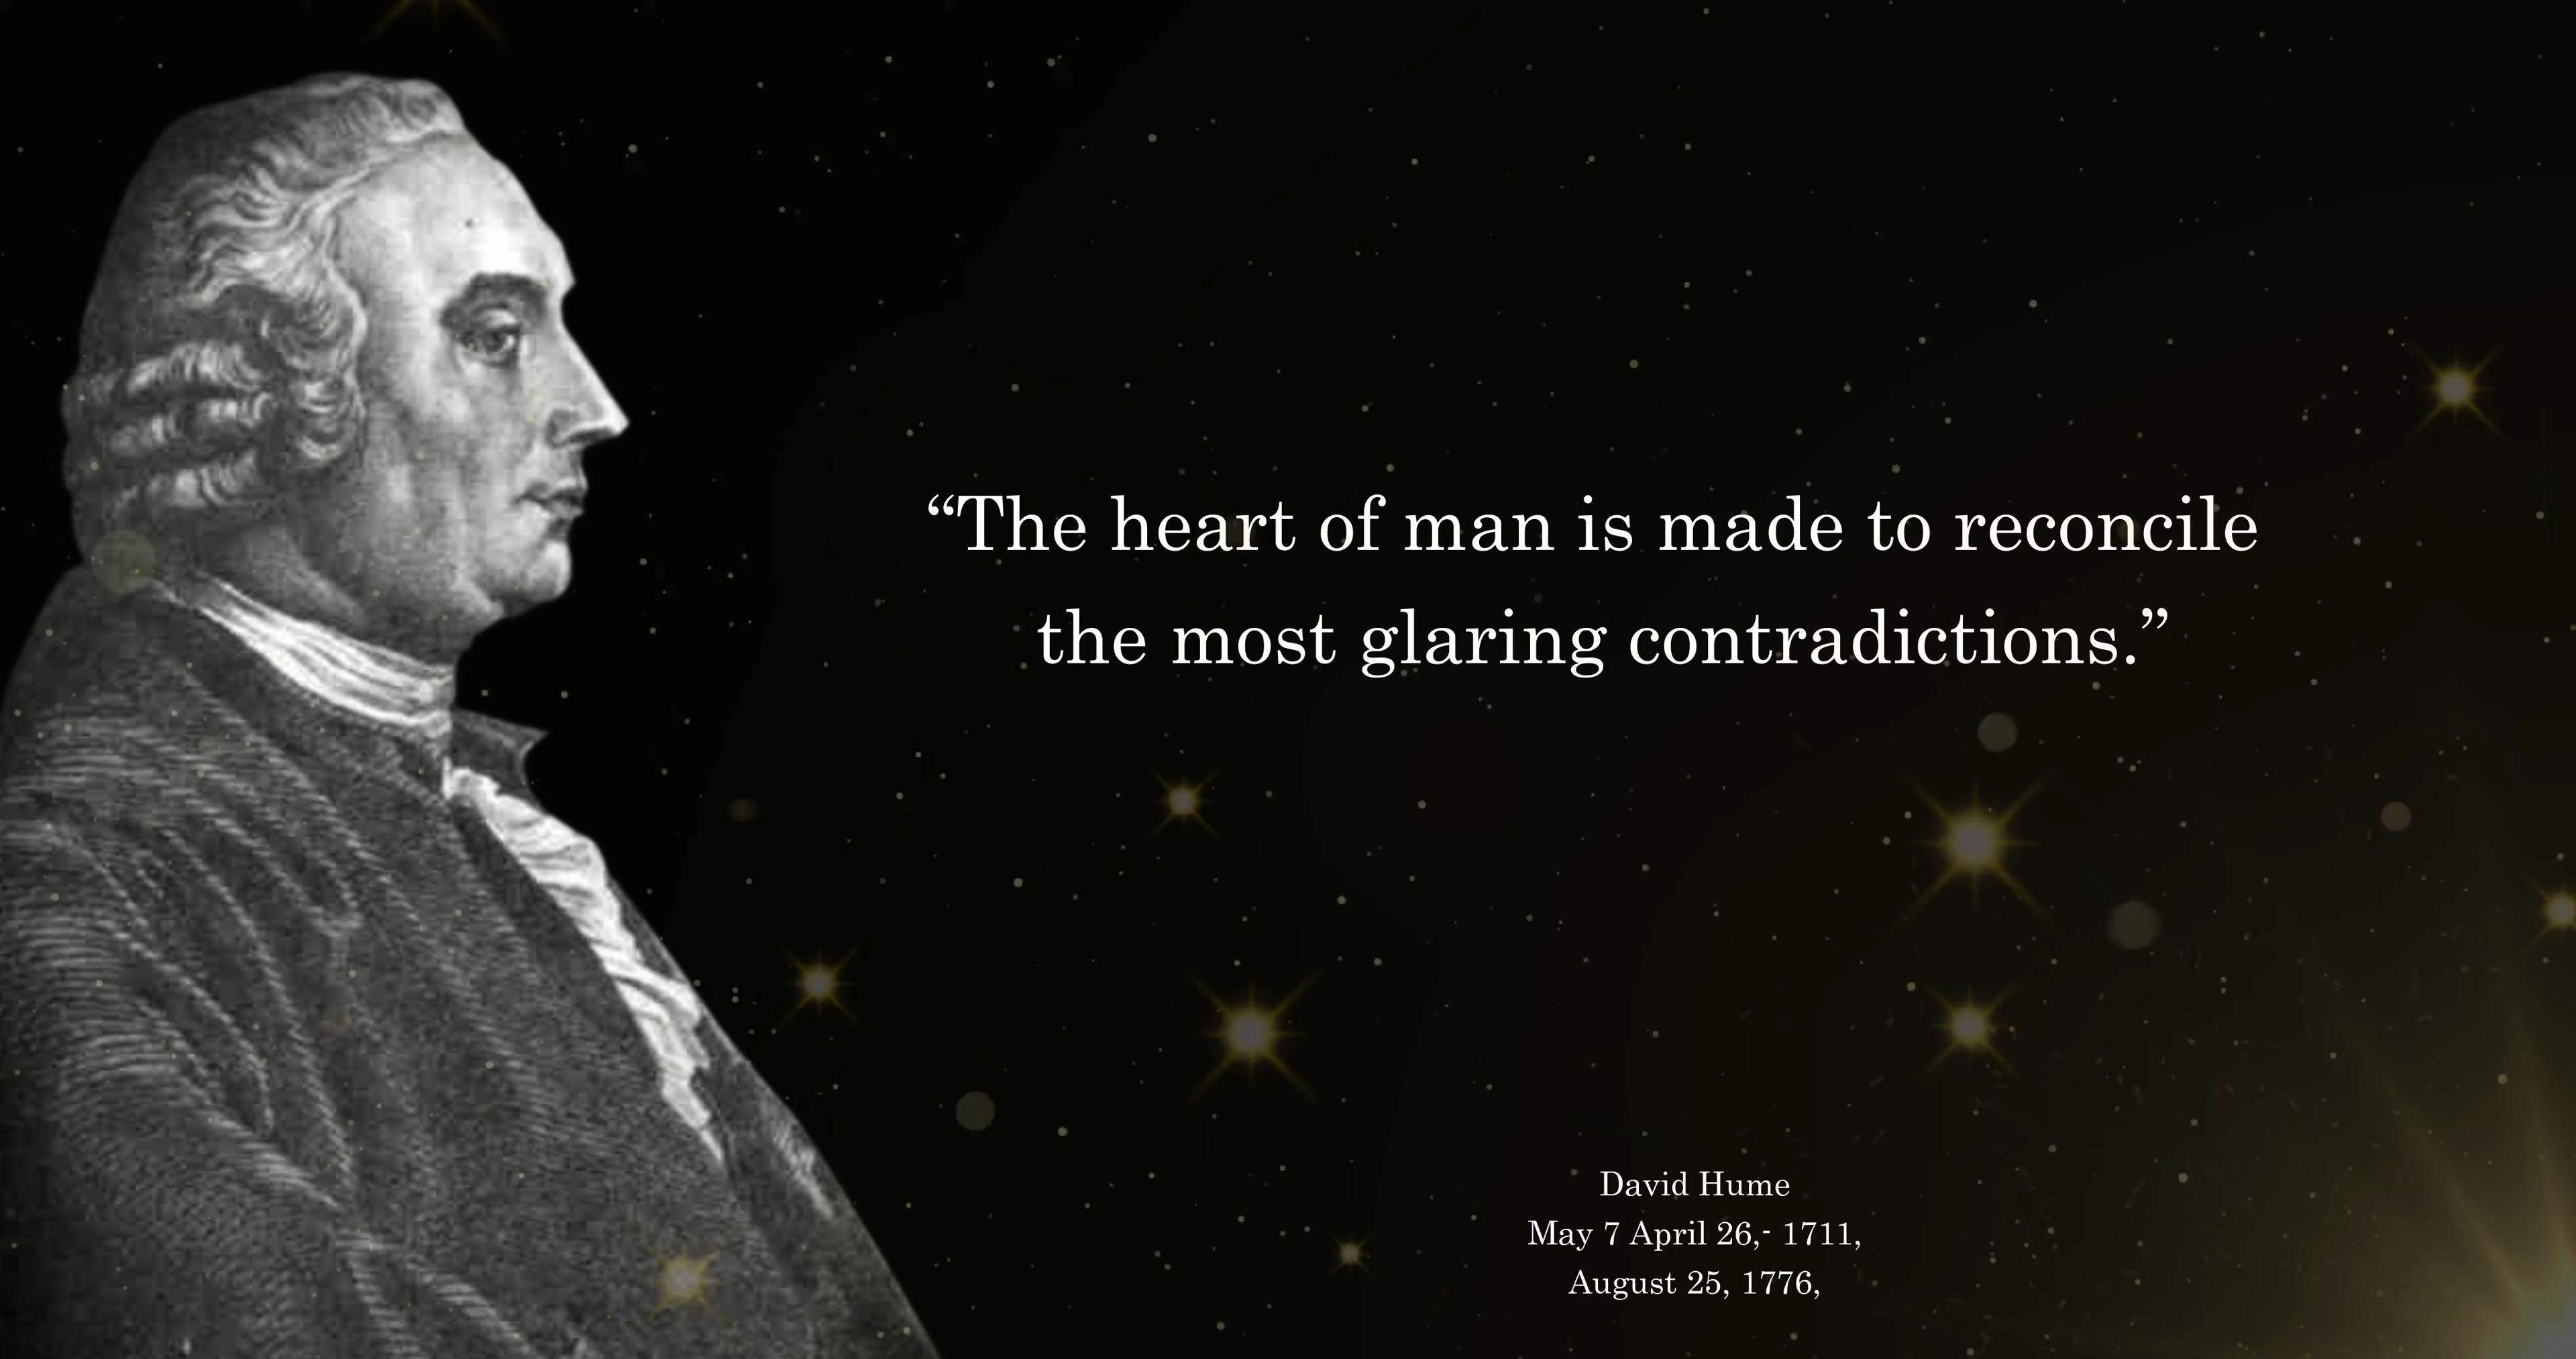 “The heart of man is made to reconcile
the most glaring contradictions.”
David Hume
May 7 April 26,- 1711,
August 25, 1776,